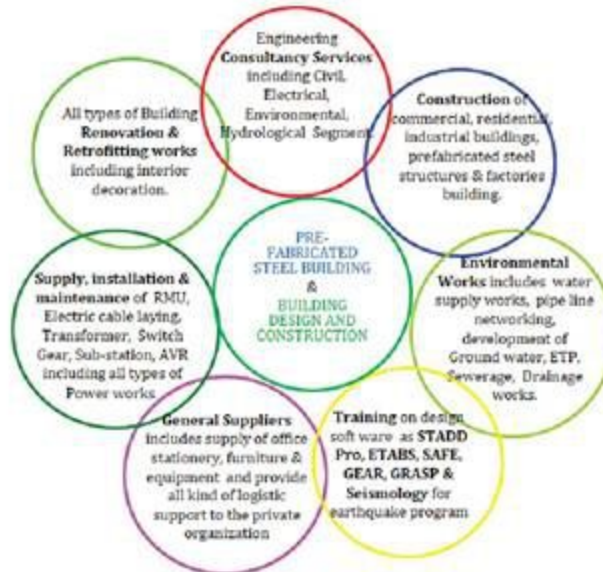 Engineering
Consultancy Services
including Civil,
Electrical,
Environmental,
Hydrological Segment
Construction of
commercial, residential,
industrial buildings,
prefabricated steel
structures & factories
building.
Environmental
Works includes water
supply works, pipe line
networking,
development of
Ground water, ETP,
Sewerage, Drainage
works.
Training on design
soft ware as STADD
Pro, ETABS, SAFE,
GEAR, GRASP &
Seismology for
earthquake program
General Suppliers
includes supply of office
stationery, furniture &
equipment and provide
all kind of logistic
support to the private
organization
Supply, installation &
maintenance of RMU,
Electric cable laying,
Transformer, Switch
Gear, Sub-station, AVR
including all types of
Power works
All types of Building
Renovation &
Retrofitting works
including interior
decoration.
PRE-
FABRICATED
STEEL BUILDING
&
BUILDING
DESIGN AND
CONSTRUCTION